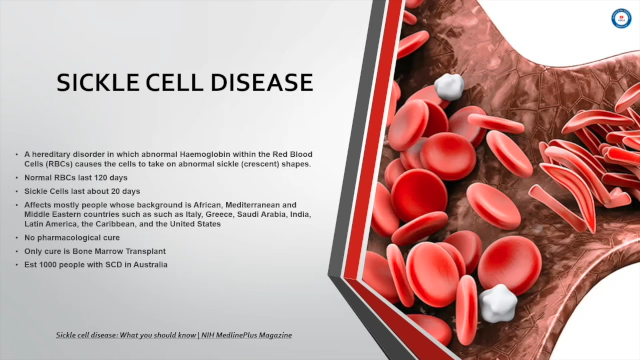 SICKLE CELL DISEASE
• A hereditary disorder in which abnormal Haemoglobin within the Red Blood
Cells (RBCs) causes the cells to take on abnormal sickle (crescent) shapes.
• Normal RBCs last 120 days
• Sickle Cells last about 20 days
• Affects mostly people whose background is African, Mediterranean and
Middle Eastern countries such as such as Italy, Greece, Saudi Arabia, India,
Latin America, the Caribbean, and the United States
• No pharmacological cure
• Only cure is Bone Marrow Transplant
• Est 1000 people with SCD in Australia
Sickle cell disease: What you should know | NIH MedlinePlus Magazine